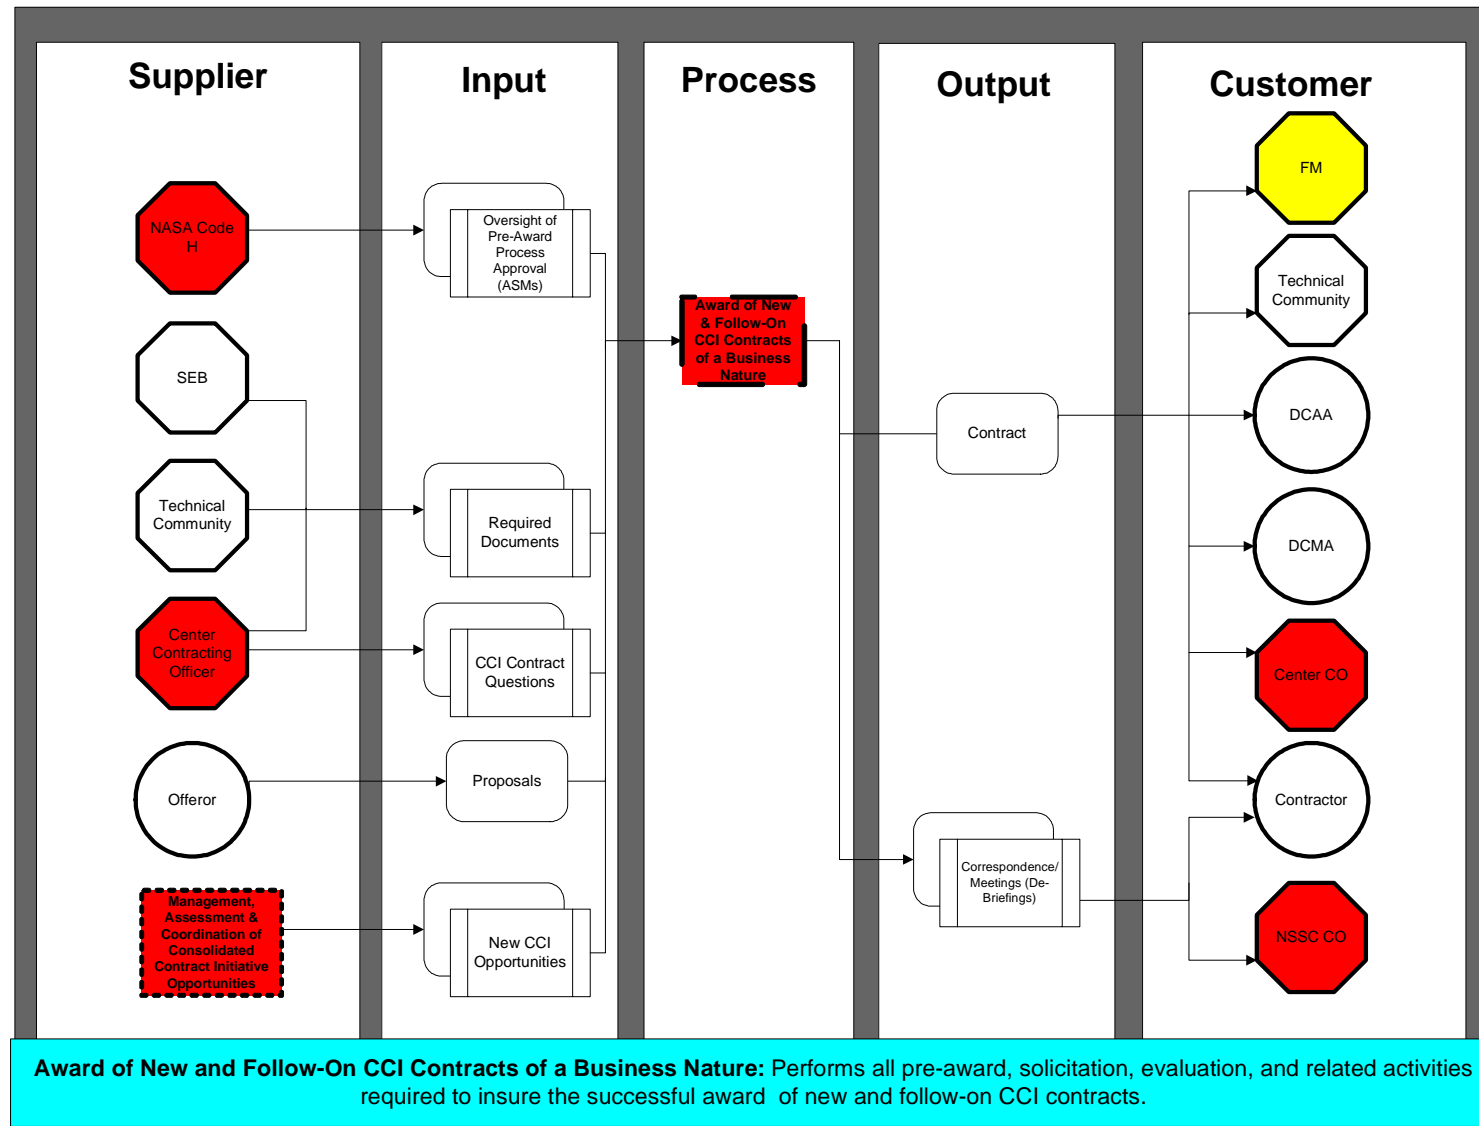 Supplier
Input
Process
Output
Customer
NASA Code
H
SEB
Technical
Community
Center
Contracting
Officer
Offeror
Management,
Assessment &
Coordination of
Consolidated
Contract Initiative
Opportunities
Oversight of
Pre-Award
Process
Approval
(ASMs)
Required
Documents
CCI Contract
Questions
Proposals
New CCI
Opportunities
Award of New
& Follow-On
CCI Contracts
of a Business
Nature
Contract
Correspondence/
Meetings (De-
Briefings)
FM
Technical
Community
DCAA
DCMA
Center CO
Contractor
NSSC CO
Award of New and Follow-On CCI Contracts of a Business Nature: Performs all pre-award, solicitation, evaluation, and related activities
required to insure the successful award of new and follow-on CCI contracts.